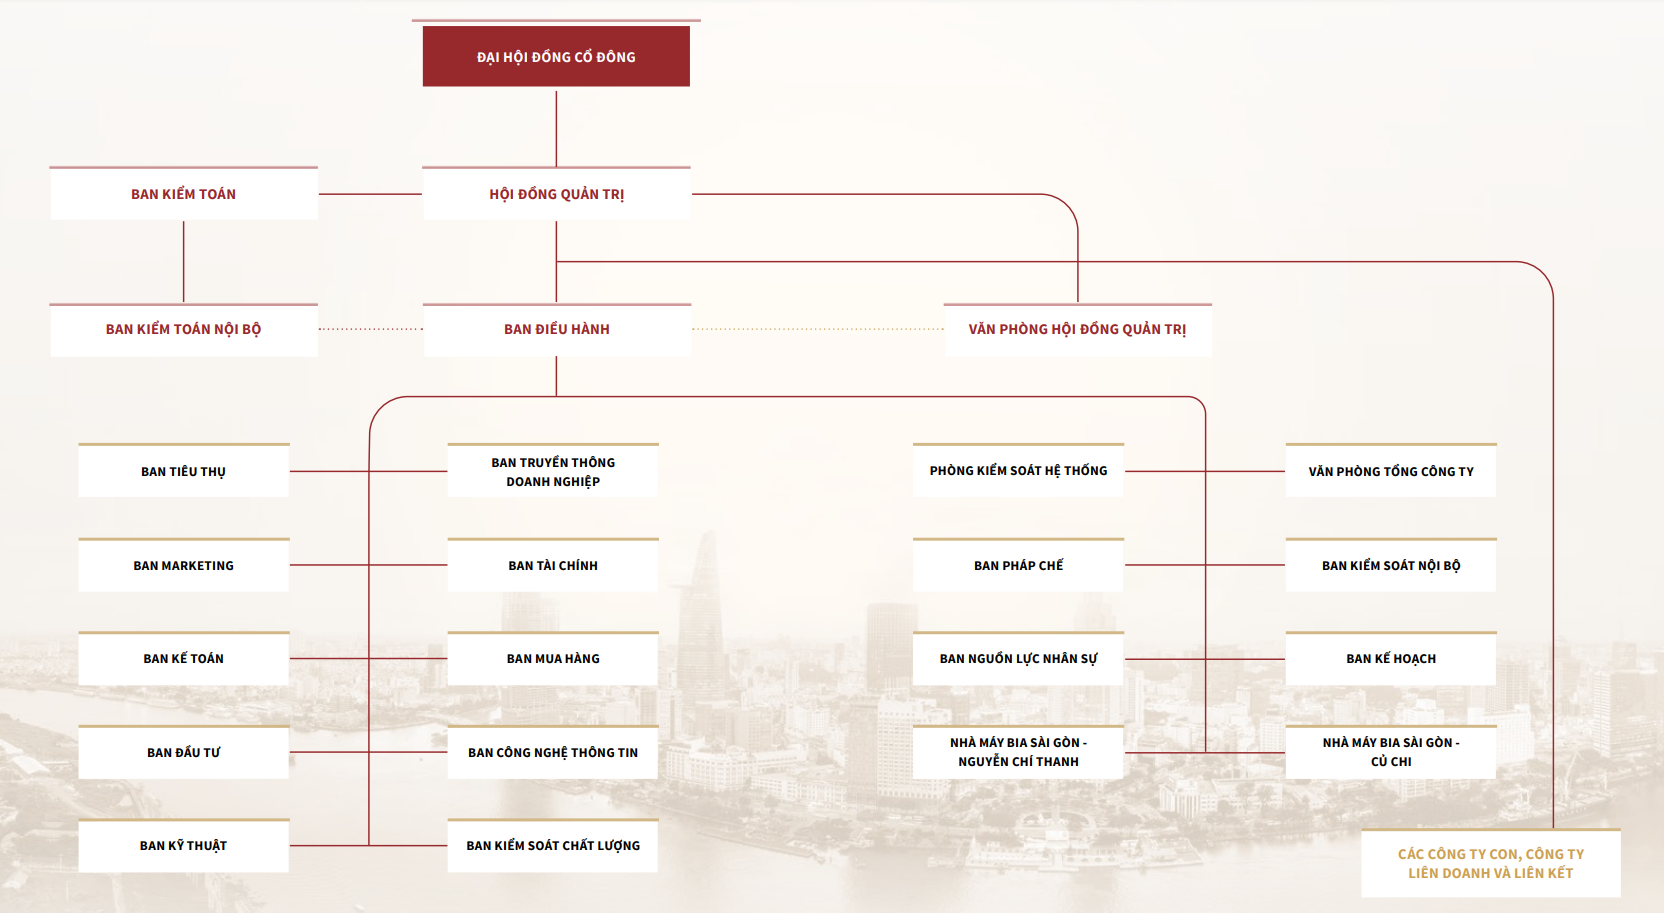 ĐẠI HỘI ĐỒNG CỔ ĐÔNG
BAN KIỂM TOÁN
HỘI ĐỒNG QUẢN TRỊ
BAN KIỂM TOÁN NỘI BỘ
BAN ĐIỀU HÀNH
VĂN PHÒNG HỘI ĐỒNG QUẢN TRỊ
BAN TIÊU THỤ
BAN TRUYỀN THÔNG
DOANH NGHIỆP
PHÒNG KIỂM SOÁT HỆ THỐNG
VĂN PHÒNG TỔNG CÔNG TY
BAN MARKETING
BAN TÀI CHÍNH
BAN PHÁP CHẾ
BAN KIỂM SOÁT NỘI BỘ
BAN KẾ TOÁN
BAN MUA HÀNG
BAN NGUỒN LỰC NHÂN SỰ
BAN KẾ HOẠCH
BAN ĐẦU TƯ
BAN CÔNG NGHỆ THÔNG TIN
NHÀ MÁY BIA SÀI GÒN -
NGUYỄN CHÍ THANH
NHÀ MÁY BIA SÀI GÒN -
CỦ CHI
BAN KỸ THUẬT
BAN KIỂM SOÁT CHẤT LƯỢNG
CÁC CÔNG TY CON, CÔNG TY
LIÊN DOANH VÀ LIÊN KẾT